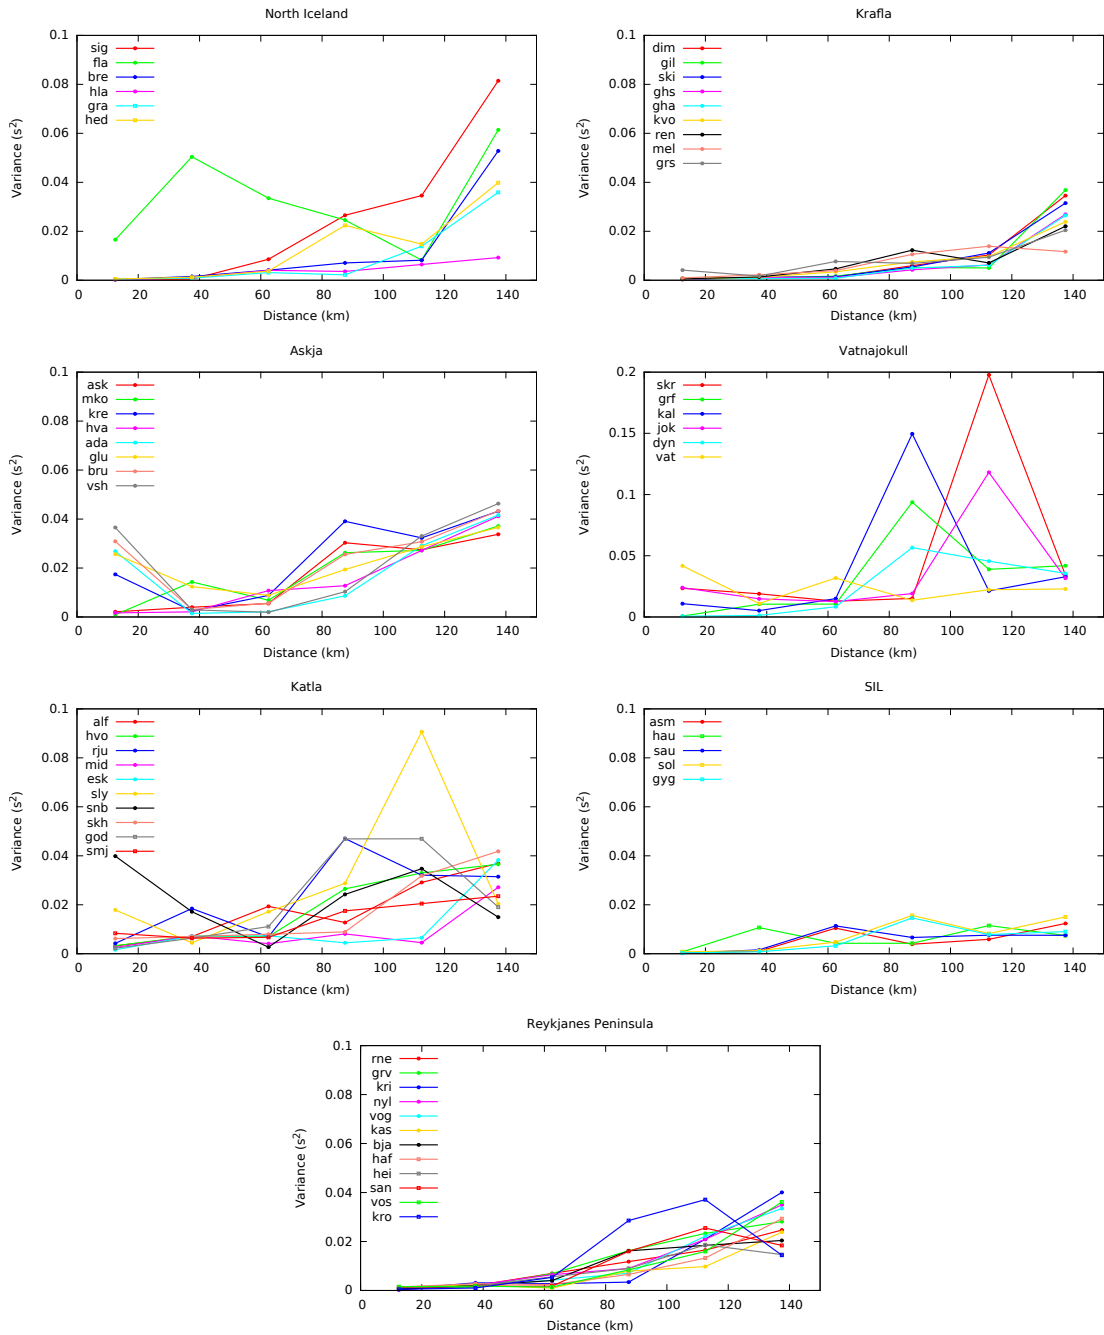 North Iceland
0.1
0.08
0.06
0.04
0.02
0
Variance (s²)
sig
fla
bre
hla
gra
hed
0 20 40 60 80 100 120 140
Distance (km)
Krafla
0.1
0.08
0.06
0.04
0.02
0
Variance (s²)
dim
gil
ski
ghs
gha
kvo
ren
mel
grs
0 20 40 60 80 100 120 140
Distance (km)
Askja
0.1
0.08
0.06
0.04
0.02
0
Variance (s²)
ask
mko
kre
hva
ada
glu
bru
vsh
0 20 40 60 80 100 120 140
Distance (km)
Vatnajokull
0.2
0.15
0.1
0.05
0
Variance (s²)
skr
grf
kal
jok
dyn
vat
0 20 40 60 80 100 120 140
Distance (km)
Katla
0.1
0.08
0.06
0.04
0.02
0
Variance (s²)
alf
hvo
rju
mid
esk
sly
snb
skh
god
smj
0 20 40 60 80 100 120 140
Distance (km)
SIL
0.1
0.08
0.06
0.04
0.02
0
Variance (s²)
asm
hau
sau
sol
gyg
0 20 40 60 80 100 120 140
Distance (km)
Reykjanes Peninsula
0.1
0.08
0.06
0.04
0.02
0
Variance (s²)
rne
grv
kri
nyl
vog
kas
bja
haf
hei
san
vos
kro
0 20 40 60 80 100 120 140
Distance (km)